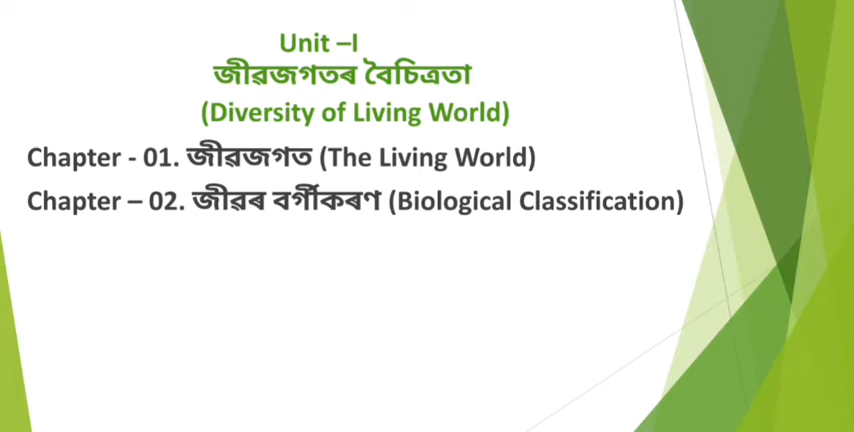 Unit –I
জীৱজগতৰ বৈচিত্ৰতা
(Diversity of Living World)
Chapter - 01. জীৱজগত (The Living World)
Chapter – 02. জীৱৰ বৰ্গীকৰণ (Biological Classification)